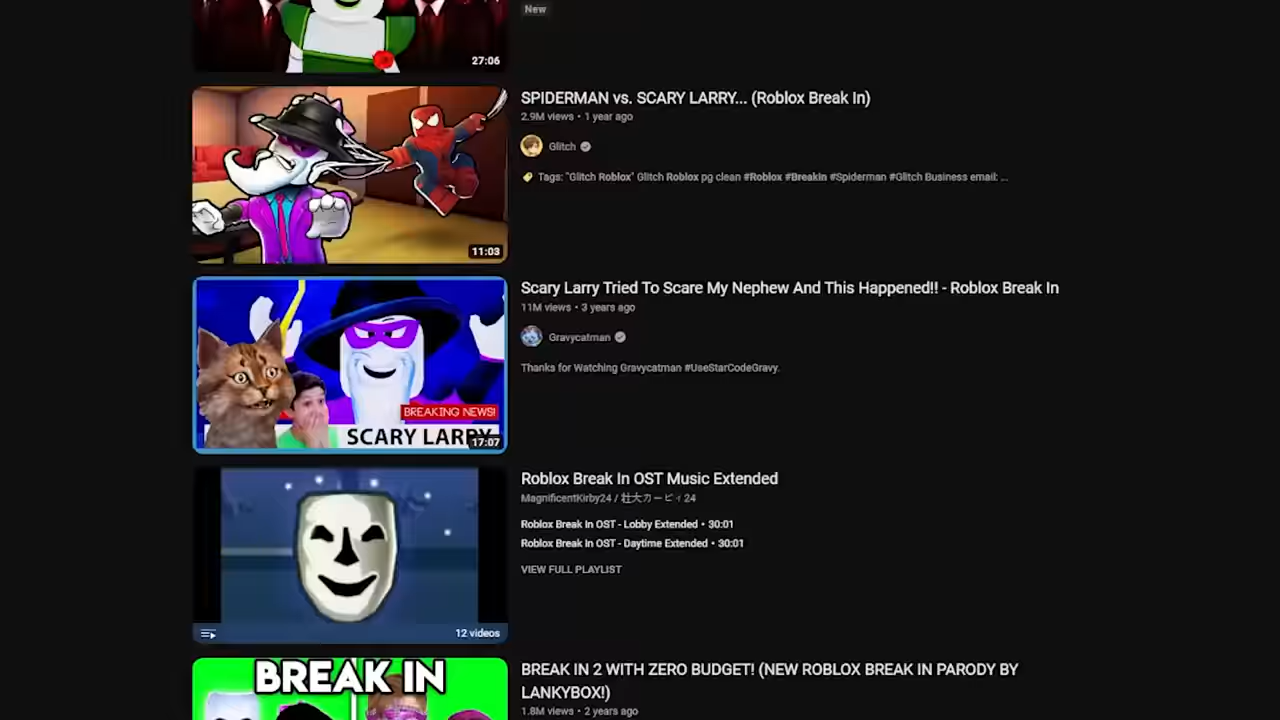 New
27:06
SPIDERMAN vs. SCARY LARRY... (Roblox Break In)
2.9M views • 1 year ago
Glitch
Tags: "Glitch Roblox" Glitch Roblox pg clean #Roblox #Breakin #Spiderman #Glitch Business email: ...
11:03
Scary Larry Tried To Scare My Nephew And This Happened!! - Roblox Break In
11M views • 3 years ago
Gravycatman
Thanks for Watching Gravycatman #UseStarCodeGravy.
BREAKING NEWS!
SCARY LARRY
17:07
Roblox Break In OST Music Extended
MagnificentKirby24 / 壮大カービィ24
Roblox Break In OST - Lobby Extended • 30:01
Roblox Break In OST - Daytime Extended • 30:01
VIEW FULL PLAYLIST
12 videos
BREAK IN
BREAK IN 2 WITH ZERO BUDGET! (NEW ROBLOX BREAK IN PARODY BY
LANKYBOX!)
1.8M views • 2 years ago